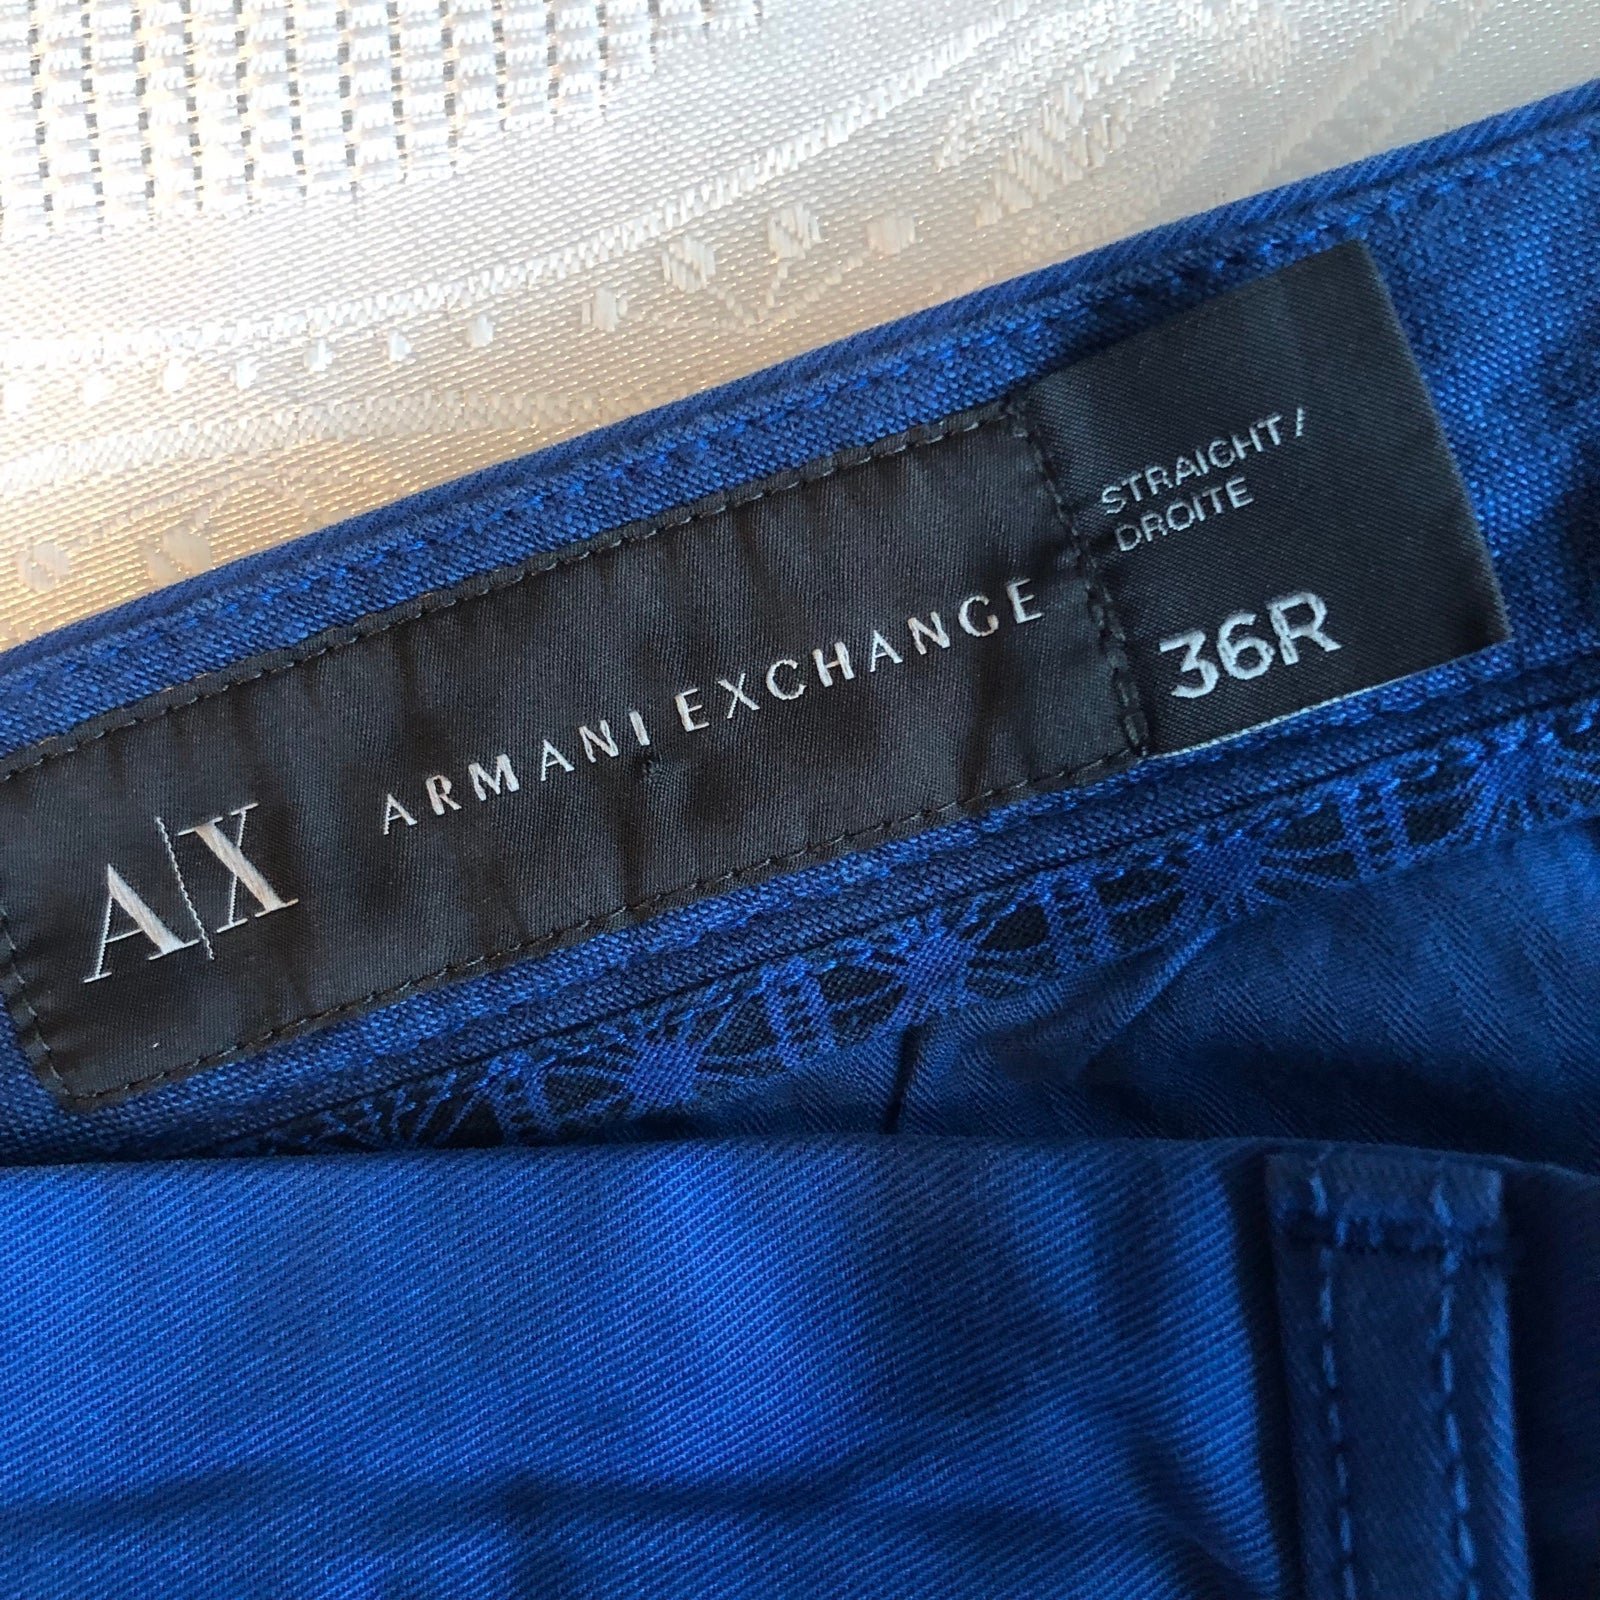 A|X ARMANI EXCHANGE
STRAIGHT/
DROITE
36R